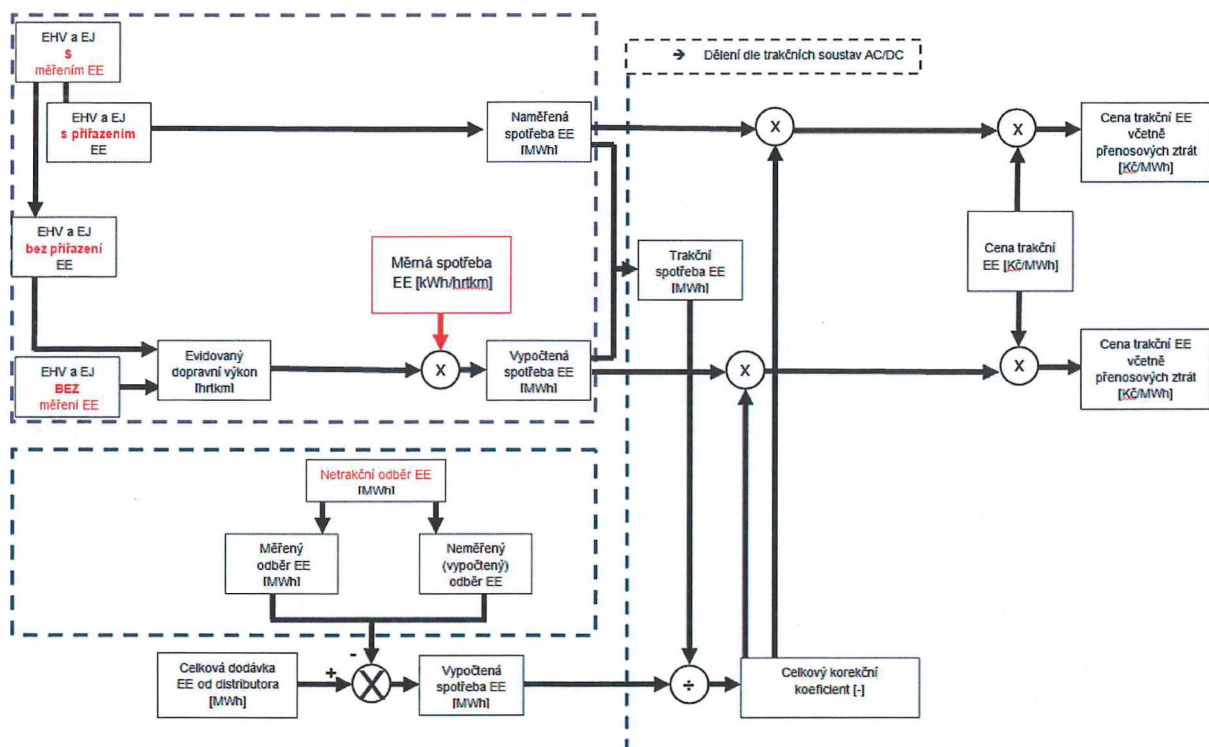 EHV a EJ
S
měřením EE
➔ Dělení dle trakčních soustav AC/DC
EHV a EJ
s přiřazením
EE
Naměřená
spotřeba EE
[MWh]
X
X
Cena trakční EE
včetně
přenosových ztrát
[Kč/MWh]
EHV a EJ
bez přiřazení
EE
Měrná spotřeba
EE [kWh/hrtkm]
Trakční
spotřeba EE
[MWh]
Cena trakční
EE [Kč/MWh]
EHV a EJ
BEZ
měření EE
Evidovaný
dopravní výkon
[hrtkm]
X
Vypočtená
spotřeba EE
[MWh]
X
X
Cena trakční EE
včetně
přenosových ztrát
[Kč/MWh]
Netrakční odběr EE
[MWh]
Měřený
odběr EE
[MWh]
Neměřený
(vypočtený)
odběr EE
Celková dodávka
EE od distributora
[MWh]
+
-
X
Vypočtená
spotřeba EE
[MWh]
÷
Celkový korekční
koeficient [-]